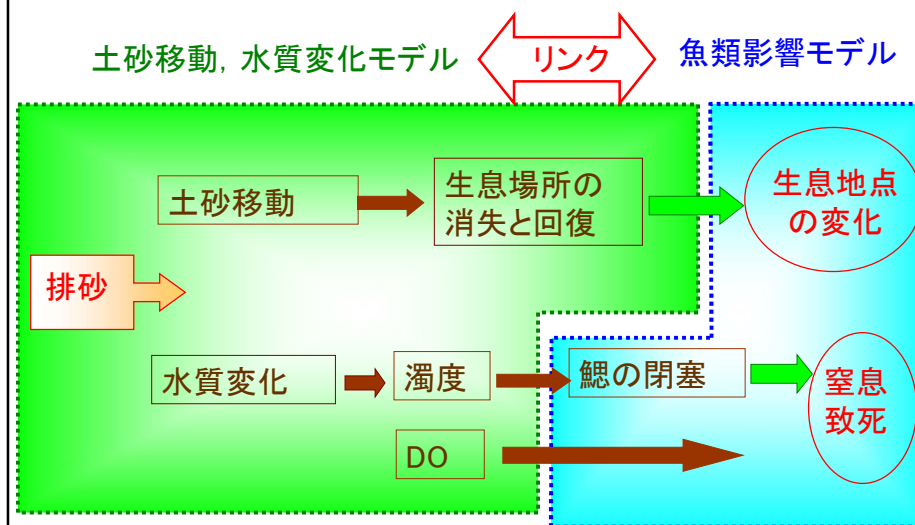 土砂移動, 水質変化モデル
リンク
魚類影響モデル
土砂移動
生息場所の
消失と回復
生息地点
の変化
排砂
水質変化
濁度
鰓の閉塞
窒息
致死
DO